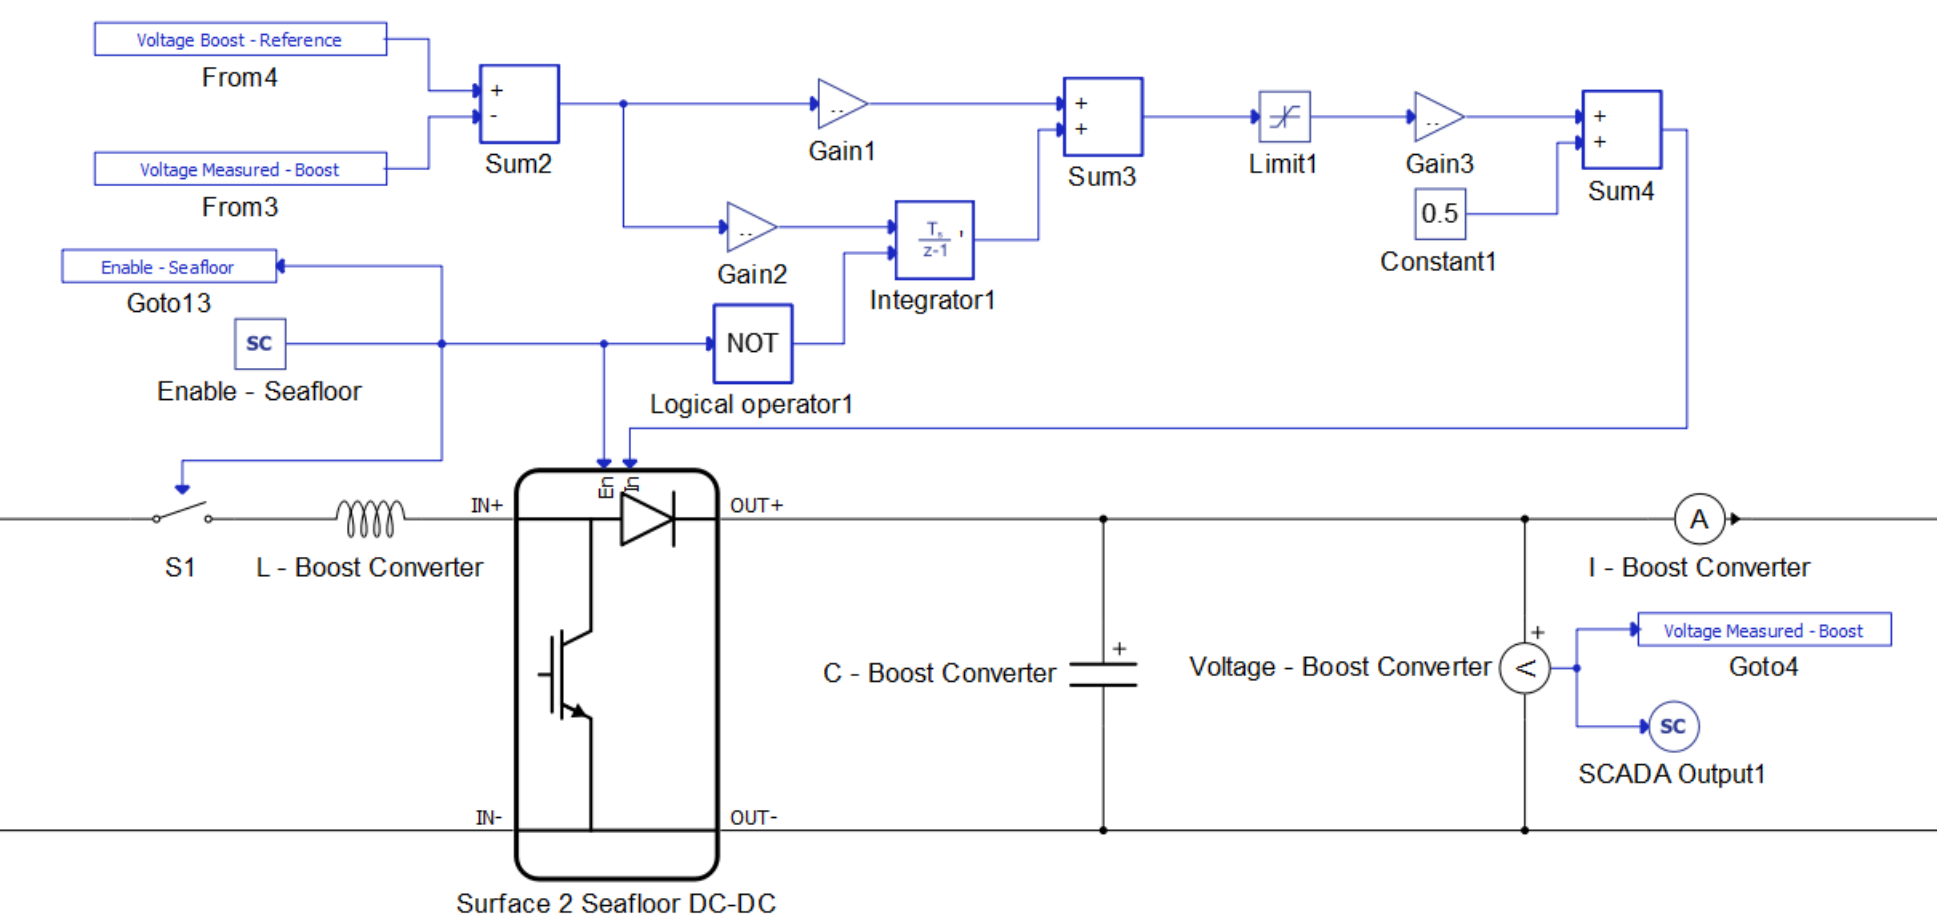 Voltage Boost - Reference
From4
+
-
Sum2
Voltage Measured - Boost
From3
..
Gain1
+
+
Sum3
Limit1
..
Gain3
+
+
Sum4
0.5
Constant1
..
Gain2
Ts
z-1
'
Integrator1
Enable - Seafloor
Goto13
SC
Enable - Seafloor
NOT
Logical operator1
S1
L - Boost Converter
IN+
En
In
OUT+
A
I - Boost Converter
+
C - Boost Converter
Voltage - Boost Converter
+
V
Voltage Measured - Boost
Goto4
SC
SCADA Output1
IN-
OUT-
Surface 2 Seafloor DC-DC